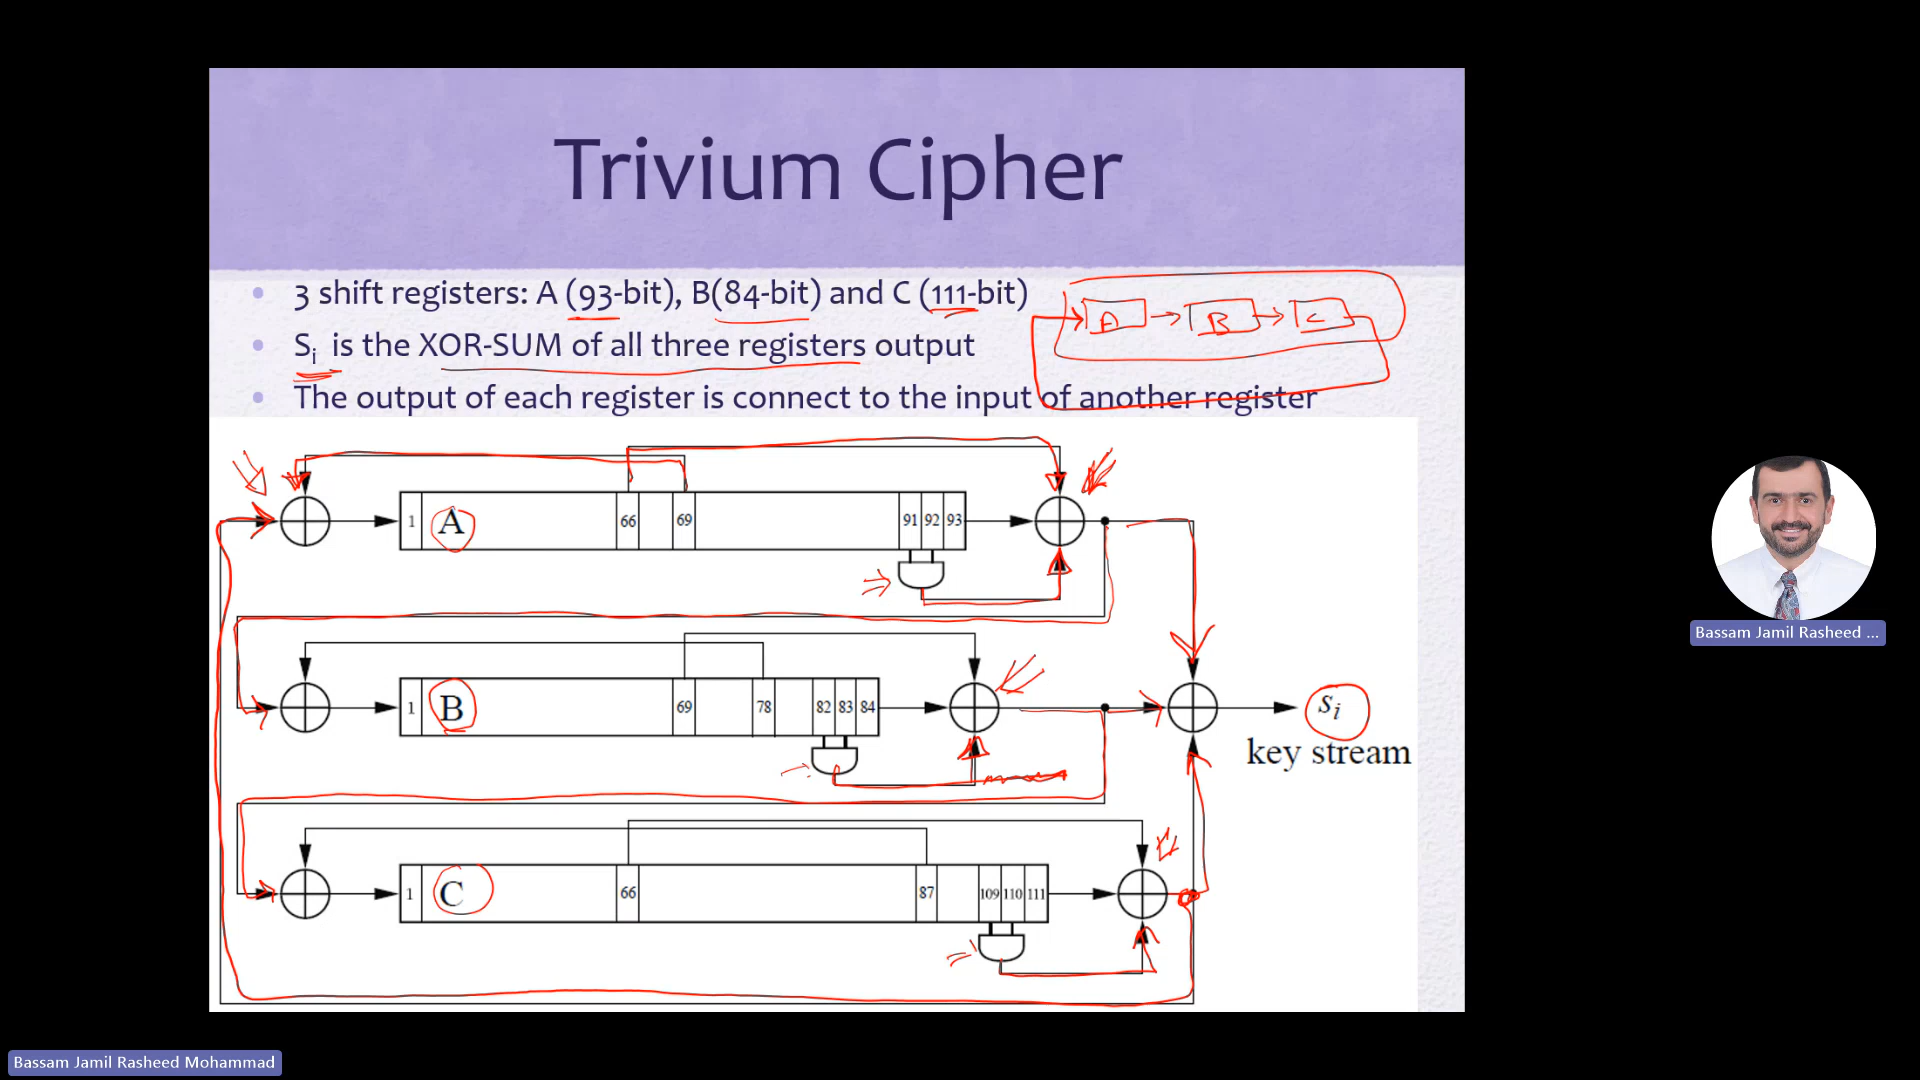 Trivium Cipher
• 3 shift registers: A (93-bit), B(84-bit) and C (111-bit)
A B C
• Si is the XOR-SUM of all three registers output
• The output of each register is connect to the input of another register
1 A 66 69 91 92 93
1 B 69 78 82 83 84
si
key stream
1 C 66 87 109 110 111
Bassam Jamil Rasheed ...
Bassam Jamil Rasheed Mohammad